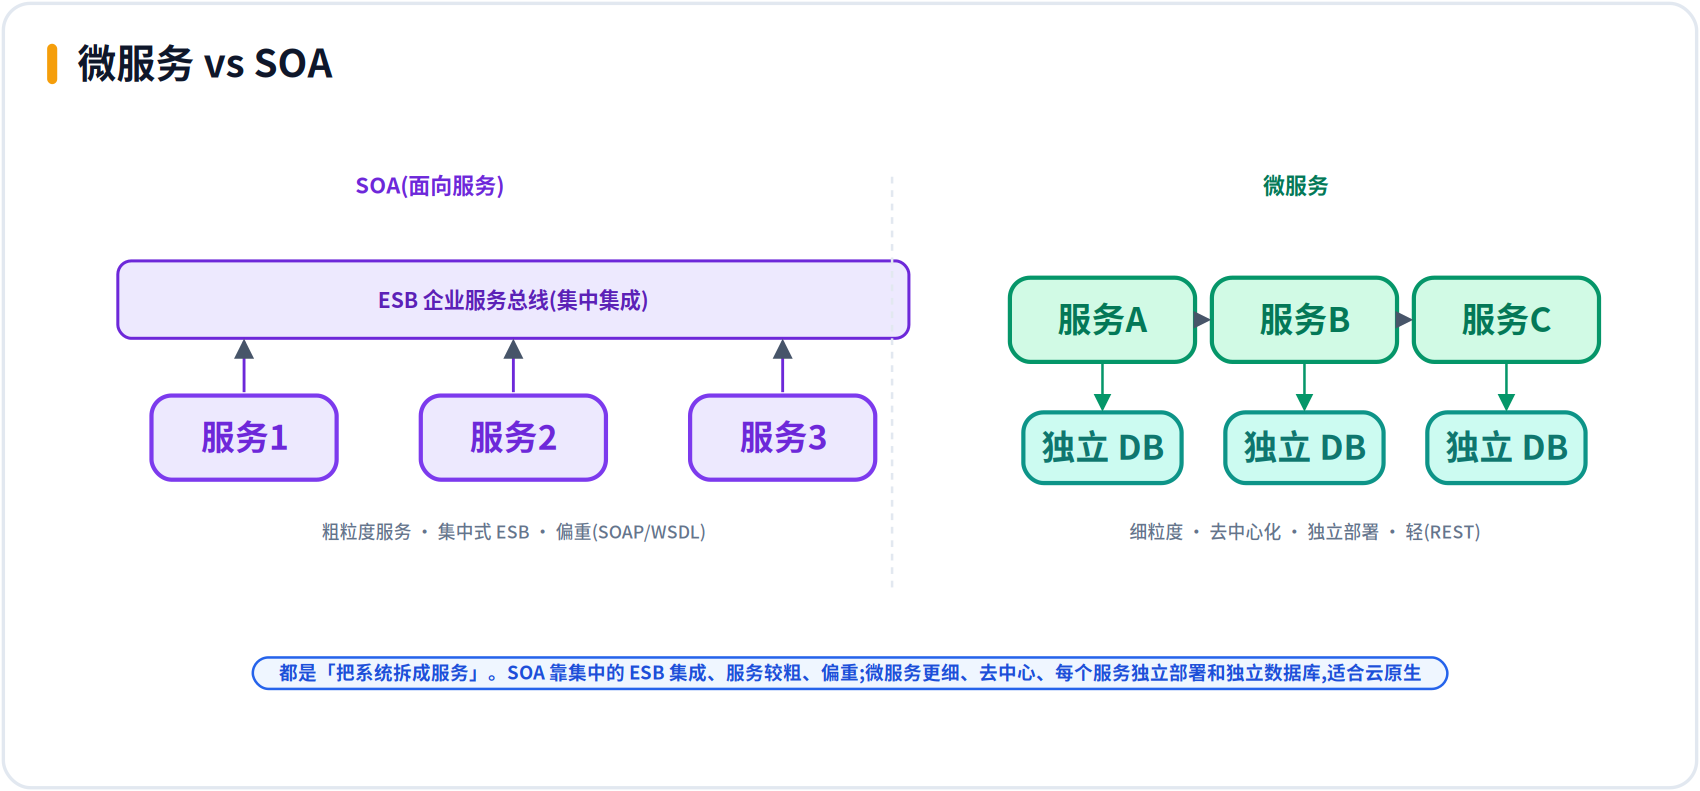 微服务 vs SOA
SOA(面向服务)
ESB 企业服务总线(集中集成)
服务1
服务2
服务3
粗粒度服务 · 集中式 ESB · 偏重(SOAP/WSDL)
微服务
服务A
服务B
服务C
独立 DB
独立 DB
独立 DB
细粒度 · 去中心化 · 独立部署 · 轻(REST)
都是「把系统拆成服务」。SOA 靠集中的 ESB 集成、服务较粗、偏重;微服务更细、去中心、每个服务独立部署和独立数据库,适合云原生